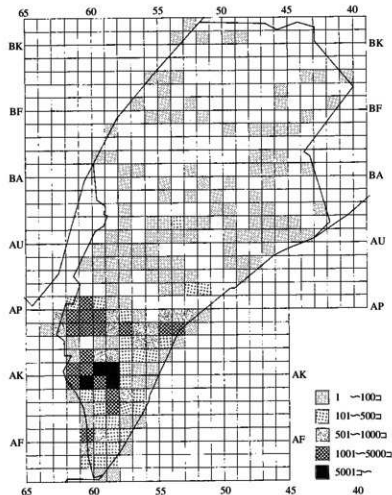 65 60 55 50 45 40
BK BK
BF BF
BA BA
AU AU
AP AP
AK AK
AF AF
1 ~100コ
101~500コ
501~1000コ
1001~5000コ
5001コ~
65 60 55 50 45